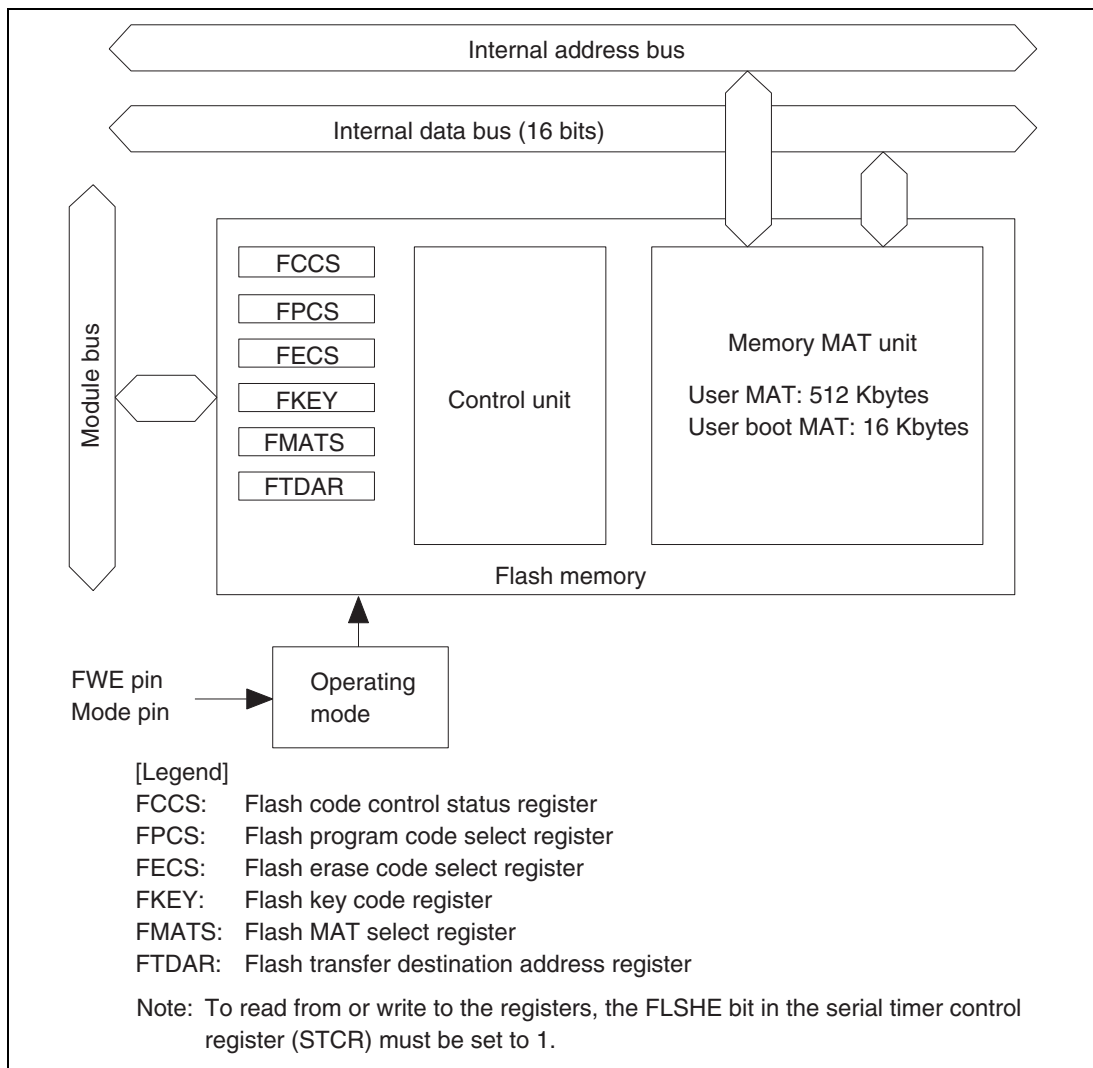 Internal address bus
Internal data bus (16 bits)
Module bus
FCCS
FPCS
FECS
FKEY
FMATS
FTDAR
Control unit
Memory MAT unit
User MAT: 512 Kbytes
User boot MAT: 16 Kbytes
Flash memory
FWE pin
Mode pin
Operating
mode
[Legend]
FCCS: Flash code control status register
FPCS: Flash program code select register
FECS: Flash erase code select register
FKEY: Flash key code register
FMATS: Flash MAT select register
FTDAR: Flash transfer destination address register
Note: To read from or write to the registers, the FLSHE bit in the serial timer control
register (STCR) must be set to 1.